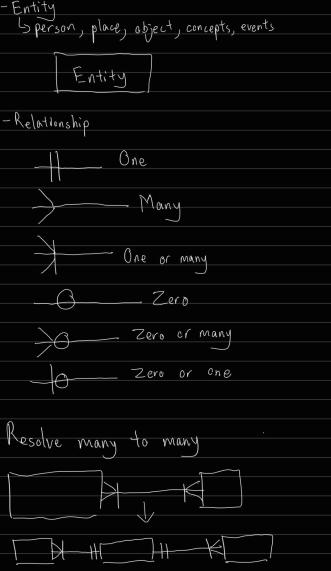 - Entity
↳ person, place, object, concepts, events
Entity
- Relationship
One
Many
One or many
Zero
Zero or many
Zero or one
Resolve many to many